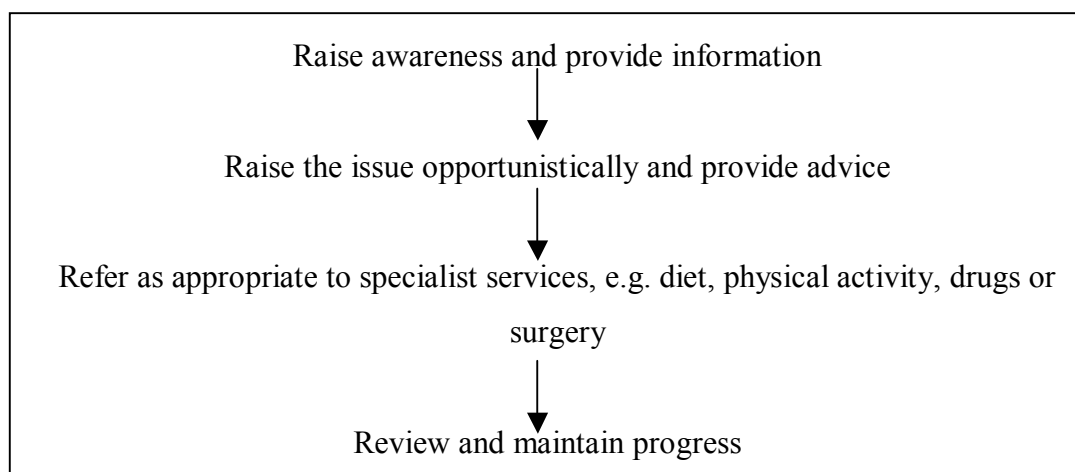 Raise awareness and provide information
Raise the issue opportunistically and provide advice
Refer as appropriate to specialist services, e.g. diet, physical activity, drugs or
surgery
Review and maintain progress